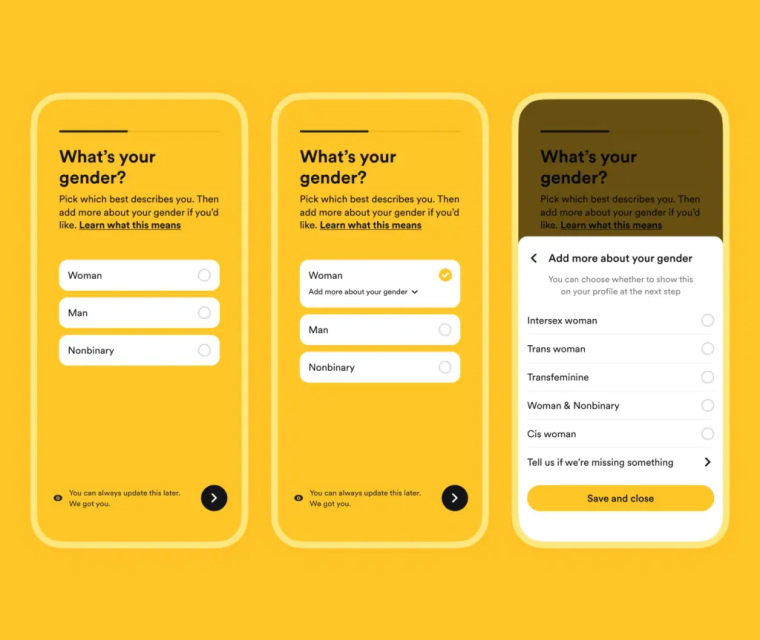 What's your
gender?
Pick which best describes you. Then
add more about your gender if you'd
like. Learn what this means
Woman
Man
Nonbinary
You can always update this later.
We got you.
What's your
gender?
Pick which best describes you. Then
add more about your gender if you'd
like. Learn what this means
Woman
Add more about your gender
Man
Nonbinary
You can always update this later.
We got you.
What's your
gender?
Pick which best describes you. Then
add more about your gender if you'd
like. Learn what this means
Add more about your gender
You can choose whether to show this
on your profile at the next step
Intersex woman
Trans woman
Transfeminine
Woman & Nonbinary
Cis woman
Tell us if we're missing something
Save and close